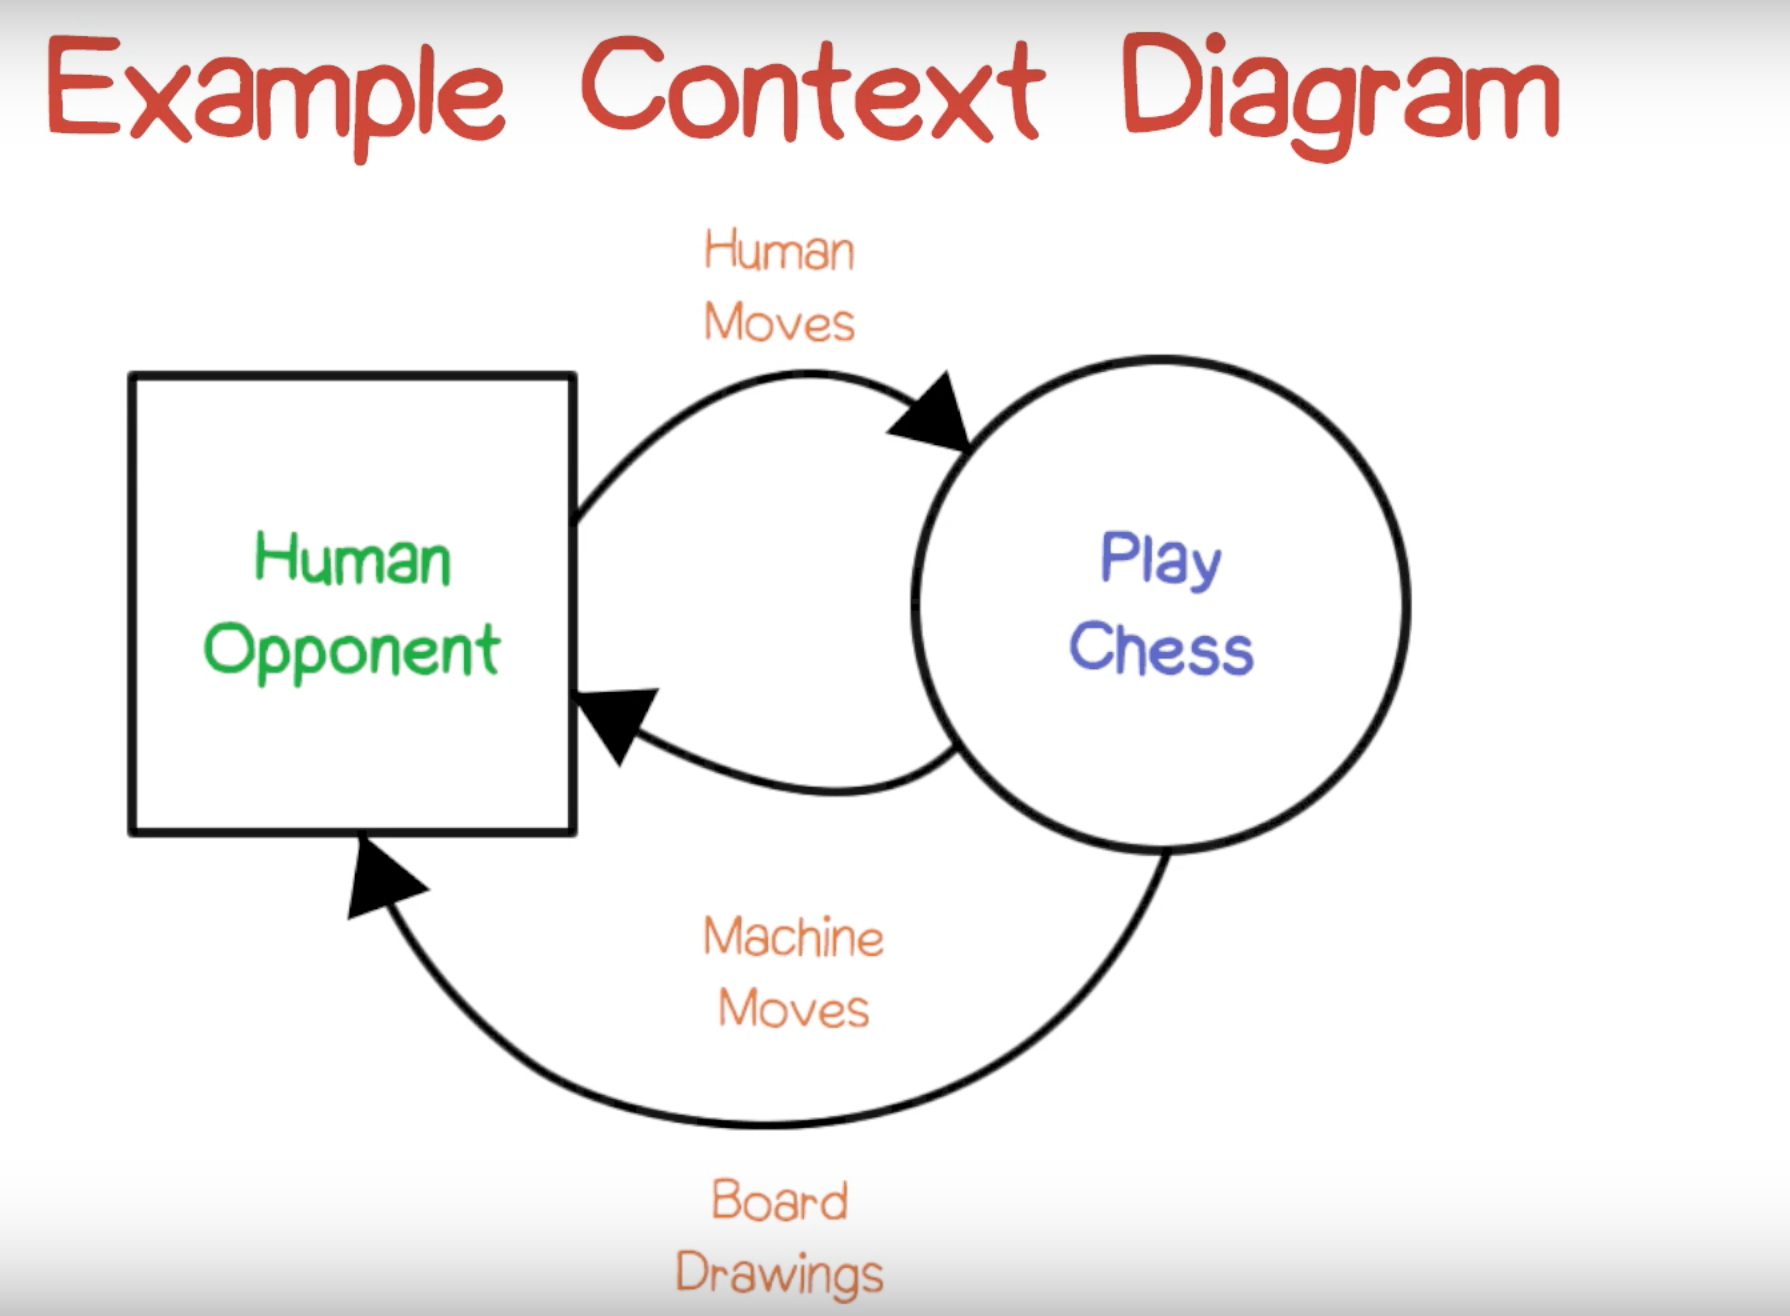 Example Context Diagram
Human
Moves
Human
Opponent
Play
Chess
Machine
Moves
Board
Drawings